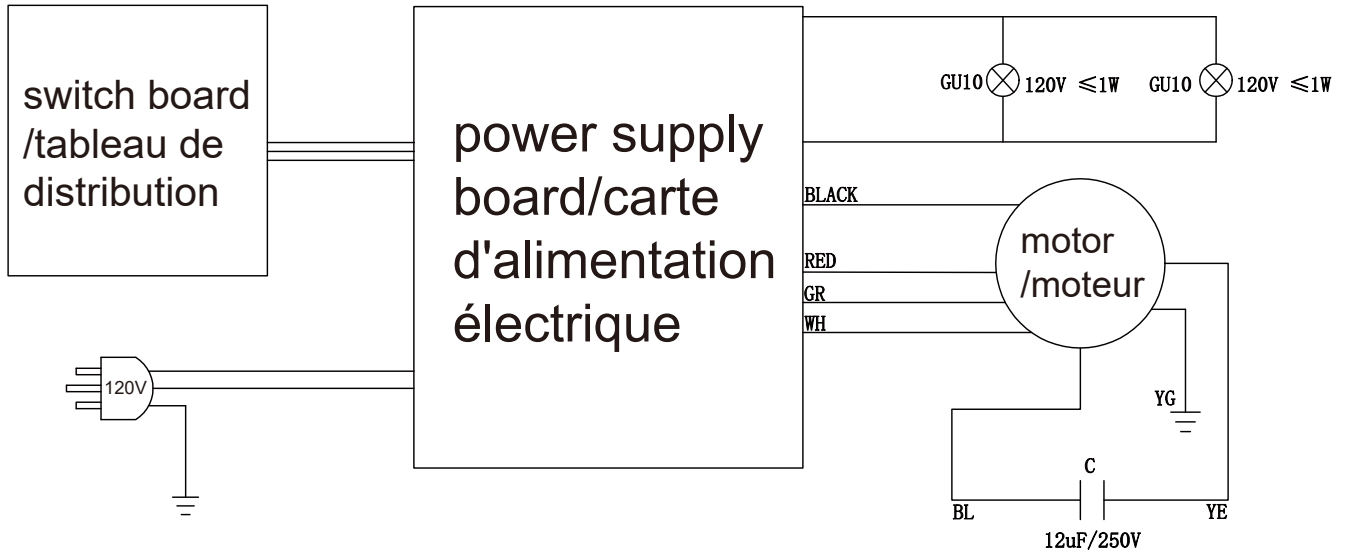 switch board
/tableau de
distribution
power supply
board/carte
d'alimentation
électrique
120V
GU10
120V ≤1W
GU10
120V ≤1W
BLACK
RED
GR
WH
motor
/moteur
YG
C
BL
YE
12uF/250V